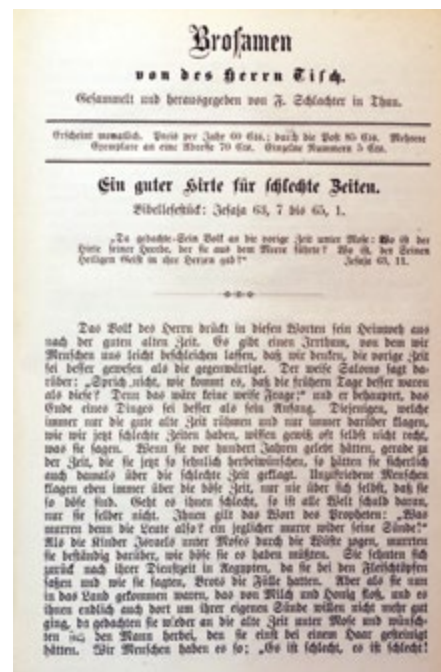 Brosamen
von des Herrn Tisch.
Gesammelt und herausgegeben von F. Schlachter in Thun.
Erscheint monatlich. Preis per Jahr 60 Cts.; durch die Post 85 Cts. Mehrere
Exemplare an eine Adresse 70 Cts. Einzelne Nummern 5 Cts.
Ein guter Hirte für schlechte Zeiten.
Bibellesestück: Jesaja 63, 7 bis 65, 1.
„Da gedachte Sein Volk an die vorige Zeit unter Mose: Wo ist der
Hirte seiner Heerde, der sie aus dem Meere führte? Wo ist, der Seinen
Heiligen Geist in ihre Herzen gab?“ Jesaja 63, 11.
Das Volk des Herrn drückt in diesen Worten sein Heimweh aus
nach der guten alten Zeit. Es gibt einen Irrthum, von dem wir
Menschen uns leicht beschleichen lassen, daß wir denken, die vorige Zeit
sei besser gewesen als die gegenwärtige. Der weise Salomo sagt da-
rüber: „Sprich nicht, wie kommt es, daß die frühern Tage besser waren
als diese? Denn das wäre keine weise Frage;“ und er behauptet, das
Ende eines Dinges sei besser als sein Anfang. Diejenigen, welche
immer nur die gute alte Zeit rühmen und nur immer darüber klagen,
wie wir jetzt schlechte Zeiten haben, wissen gewiß oft selbst nicht recht,
was sie sagen. Wenn sie vor hundert Jahren gelebt hätten, gerade zu
der Zeit, die sie jetzt so sehnlich herbeiwünschen, so hätten sie sicherlich
auch damals über die schlechte Zeit geklagt. Unzufriedene Menschen
klagen eben immer über die böse Zeit, nur nie über sich selbst, daß sie
so böse sind. Geht es ihnen schlecht, so ist alle Welt schuld daran,
nur sie selber nicht. Ihnen gilt das Wort des Propheten: „Was
murren denn die Leute also? ein jeglicher murre wider seine Sünde!“
Als die Kinder Israels unter Moses durch die Wüste zogen, murrten
sie beständig darüber, wie böse sie es haben müßten. Sie sehnten sich
zurück nach ihrer Dienstzeit in Aegypten, da sie bei den Fleischtöpfen
saßen und wie sie sagten, Brots die Fülle hatten. Aber als sie nun
in das Land gekommen waren, das von Milch und Honig floß, und es
ihnen endlich auch dort um ihrer eigenen Sünde willen nicht mehr gut
ging, da gedachten sie wieder an die alte Zeit unter Mose und wünsch-
ten den Mann herbei, den sie einst bei einem Haar gesteinigt
hätten. Wir Menschen haben es so: „Es ist schlecht, es ist schlecht!